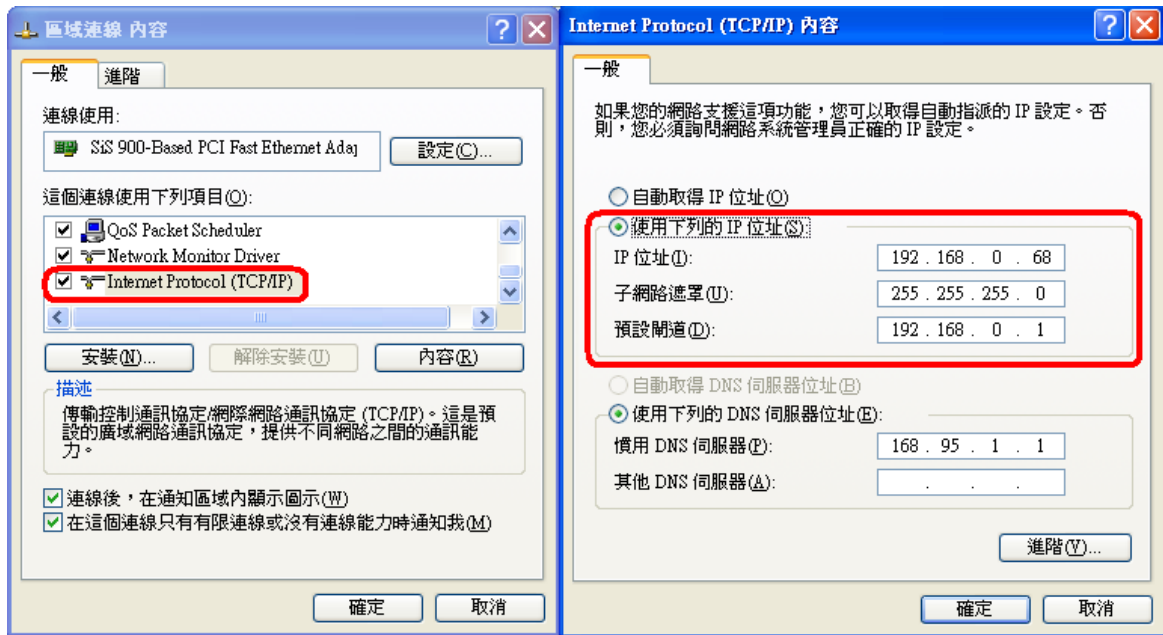 區域連線 內容
一般
進階
連線使用:
SiS 900-Based PCI Fast Ethernet Adaj
設定(C)...
這個連線使用下列項目(O):
QoS Packet Scheduler
Network Monitor Driver
Internet Protocol (TCP/IP)
安裝(N)...
解除安裝(U)
內容(R)
描述
傳輸控制通訊協定/網際網路通訊協定 (TCP/IP)。這是預
設的廣域網路通訊協定，提供不同網路之間的通訊能
力。
連線後，在通知區域內顯示圖示(W)
在這個連線只有有限連線或沒有連線能力時通知我(M)
確定
取消
Internet Protocol (TCP/IP) 內容
一般
如果您的網路支援這項功能，您可以取得自動指派的 IP 設定。否
則，您必須詢問網路系統管理員正確的 IP 設定。
自動取得 IP 位址(O)
使用下列的 IP 位址(S):
IP 位址(I):
192 . 168 . 0 . 68
子網路遮罩(U):
255 . 255 . 255 . 0
預設閘道(D):
192 . 168 . 0 . 1
自動取得 DNS 伺服器位址(B)
使用下列的 DNS 伺服器位址(E):
慣用 DNS 伺服器(P):
168 . 95 . 1 . 1
其他 DNS 伺服器(A):
. . .
進階(V)...
確定
取消